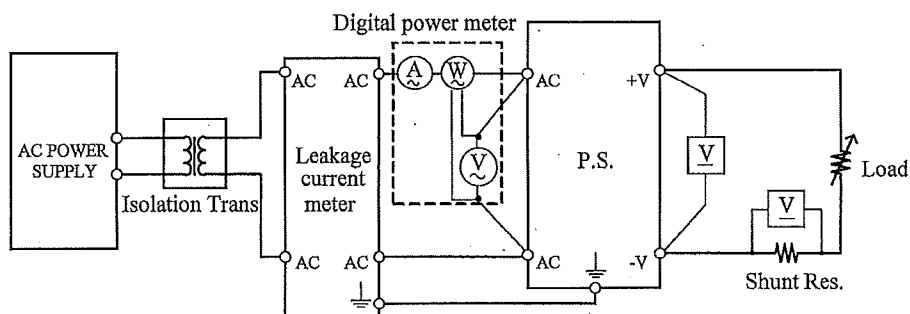 Digital power meter
AC POWER
SUPPLY
Isolation Trans
AC
AC
Leakage
current
meter
AC
AC
A
W
V
AC
AC
P.S.
+V
-V
V
V
Load
Shunt Res.